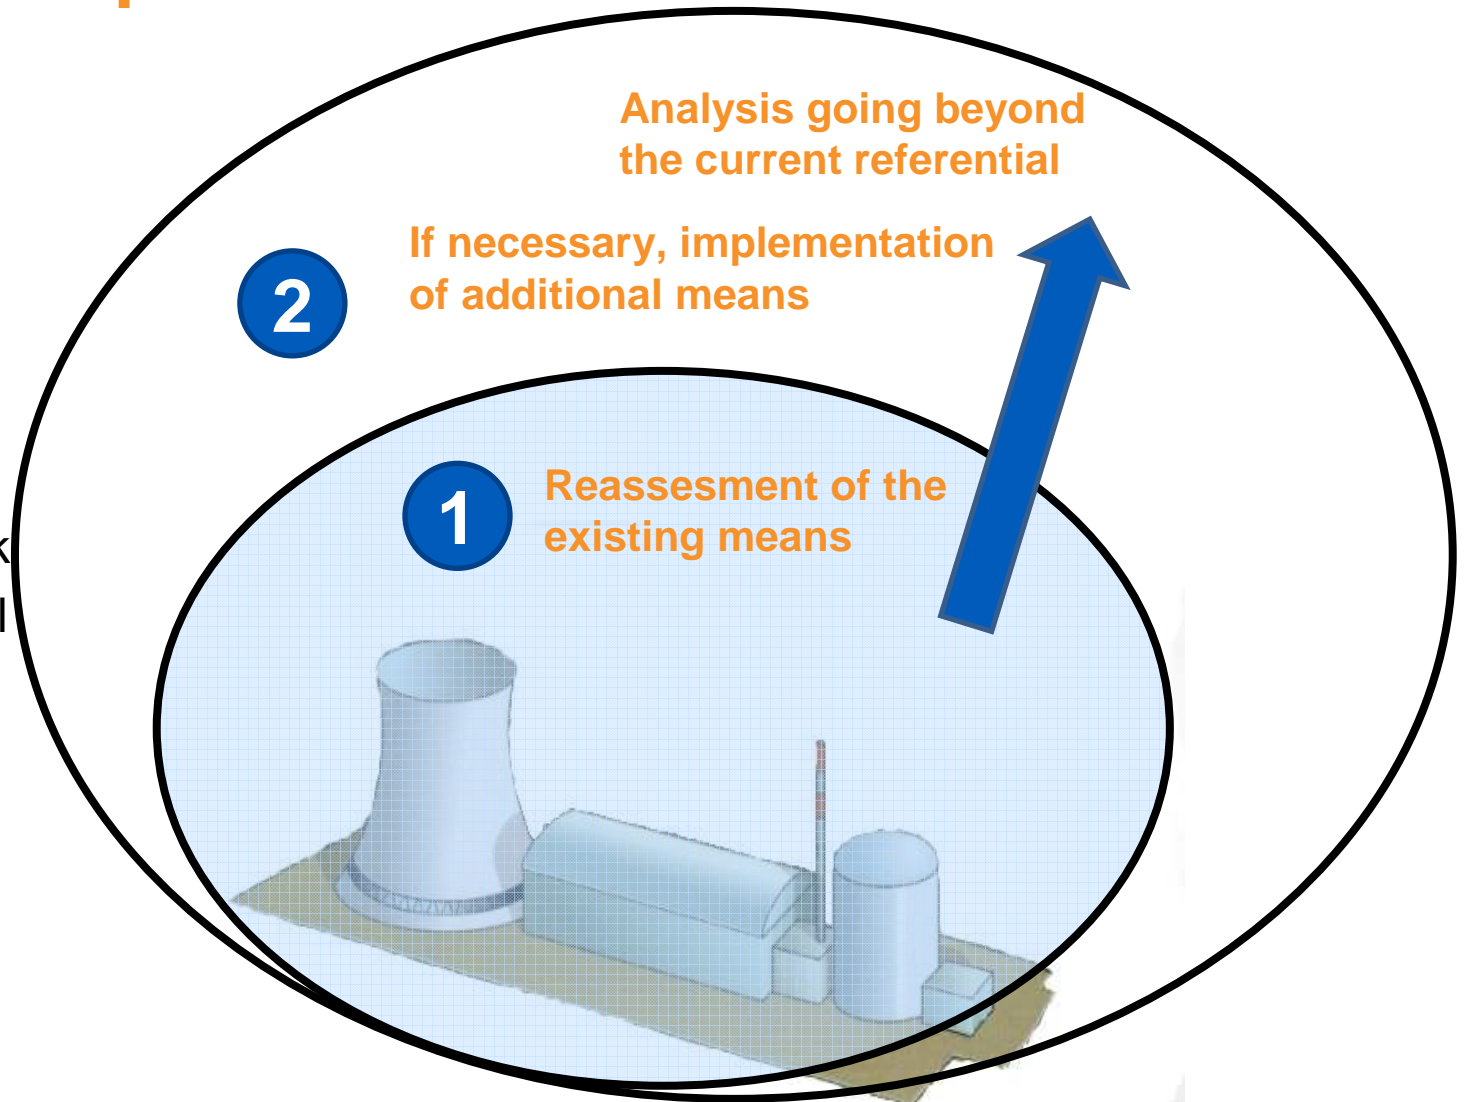 Analysis going beyond
the current referential
If necessary, implementation
of additional means
2
1
Reassesment of the
existing means
k
l